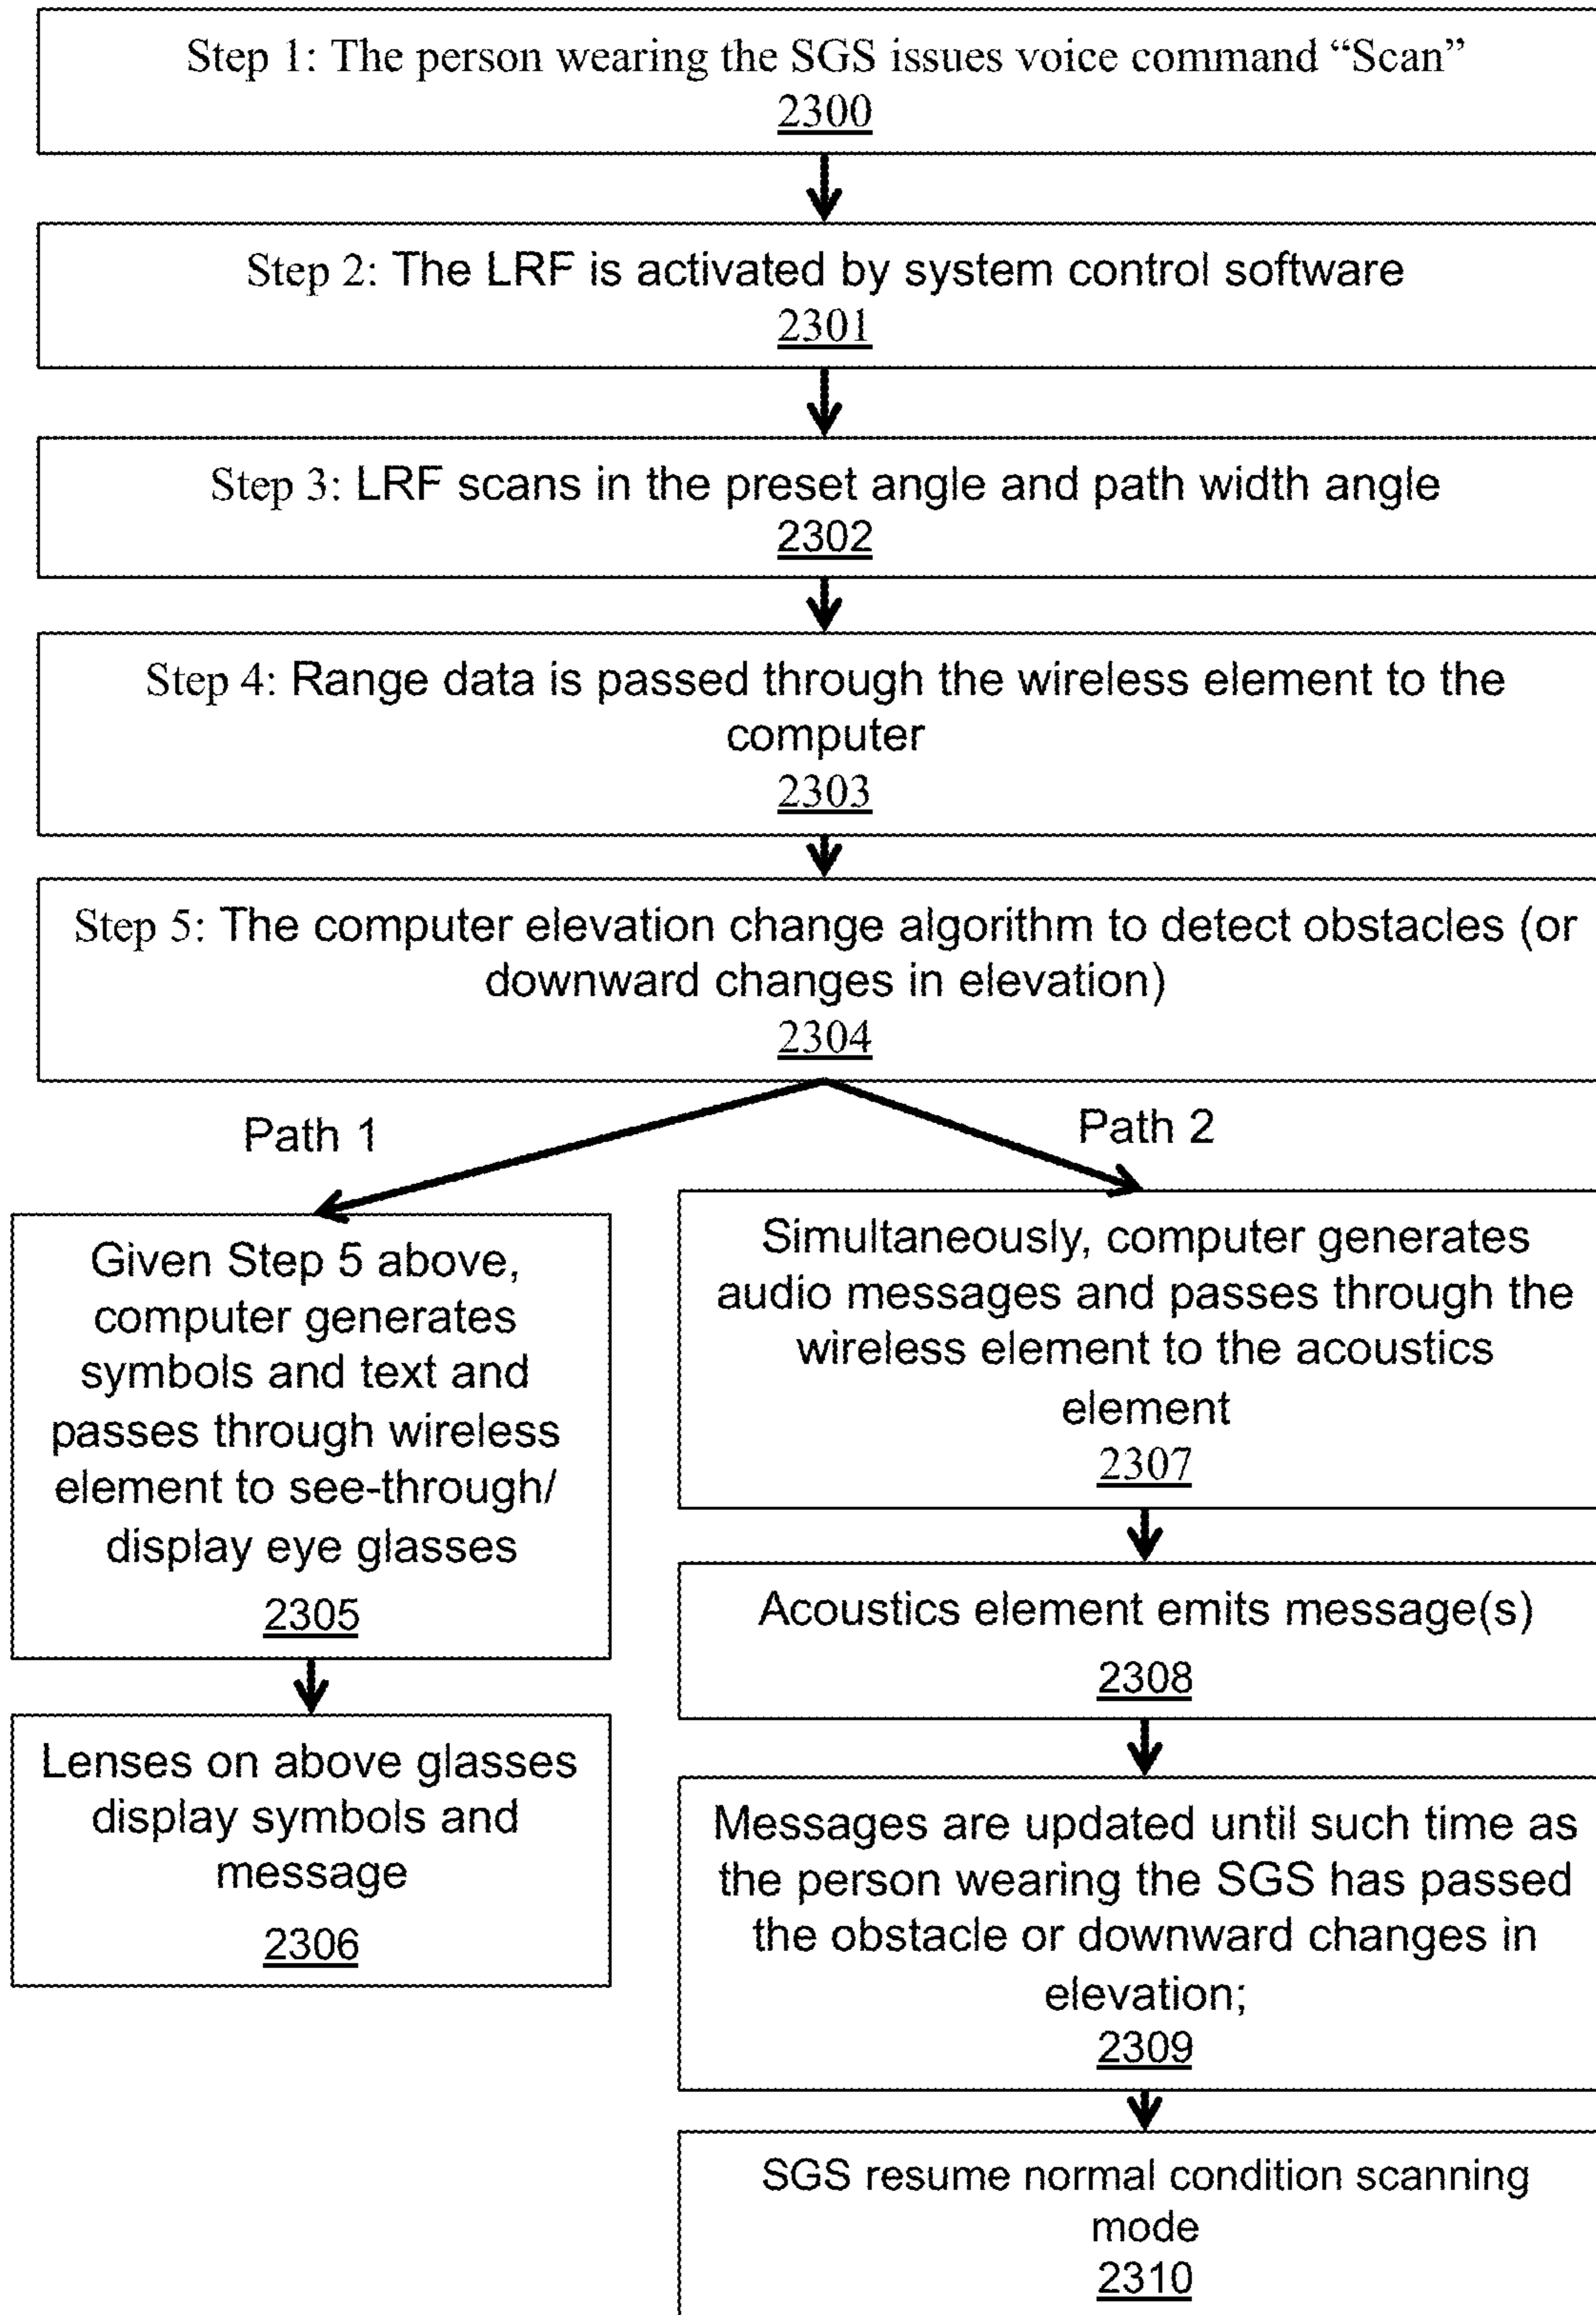 Step 1: The person wearing the SGS issues voice command “Scan”
2300
Step 2: The LRF is activated by system control software
2301
Step 3: LRF scans in the preset angle and path width angle
2302
Step 4: Range data is passed through the wireless element to the
computer
2303
Step 5: The computer elevation change algorithm to detect obstacles (or
downward changes in elevation)
2304
Path 1
Given Step 5 above,
computer generates
symbols and text and
passes through wireless
element to see-through/
display eye glasses
2305
Lenses on above glasses
display symbols and
message
2306
Path 2
Simultaneously, computer generates
audio messages and passes through the
wireless element to the acoustics
element
2307
Acoustics element emits message(s)
2308
Messages are updated until such time as
the person wearing the SGS has passed
the obstacle or downward changes in
elevation;
2309
SGS resume normal condition scanning
mode
2310